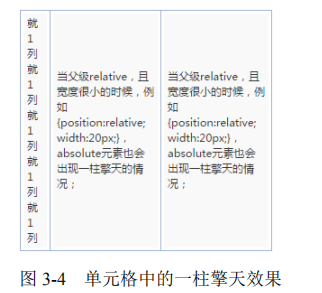 就
1
列
就
1
列
就
1
列
就
1
列
就
1
列
当父级relative，且
宽度很小的时候，例
如
{position:relative;
width:20px;}，
absolute元素也会
出现一柱擎天的情
况；
当父级relative，且
宽度很小的时候，例
如
{position:relative;
width:20px;}，
absolute元素也会
出现一柱擎天的情
况；
图 3-4 单元格中的一柱擎天效果